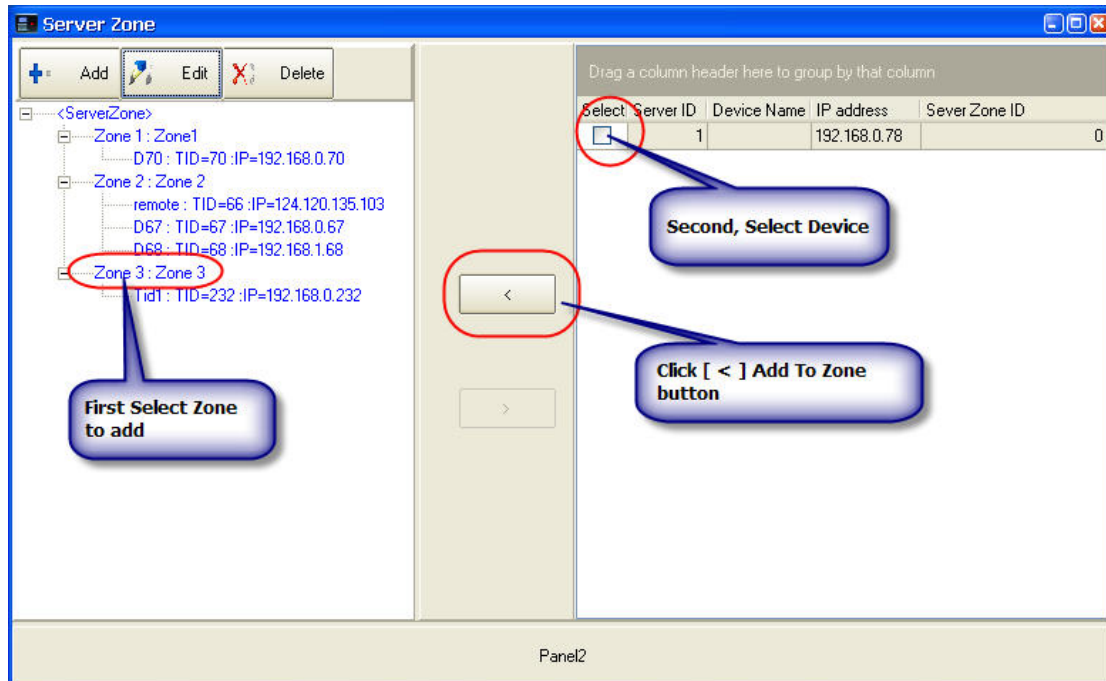 Server Zone
Add Edit Delete
<ServerZone>
Zone 1 : Zone1
D70 : TID=70 :IP=192.168.0.70
Zone 2 : Zone 2
remote : TID=66 :IP=124.120.135.103
D67 : TID=67 :IP=192.168.0.67
D68 : TID=68 :IP=192.168.1.68
Zone 3 : Zone 3
Tid1 : TID=232 :IP=192.168.0.232
First Select Zone
to add
<
>
Drag a column header here to group by that column
Select Server ID Device Name IP address Sever Zone ID
1 192.168.0.78 0
Second, Select Device
Click [ < ] Add To Zone
button
Panel2